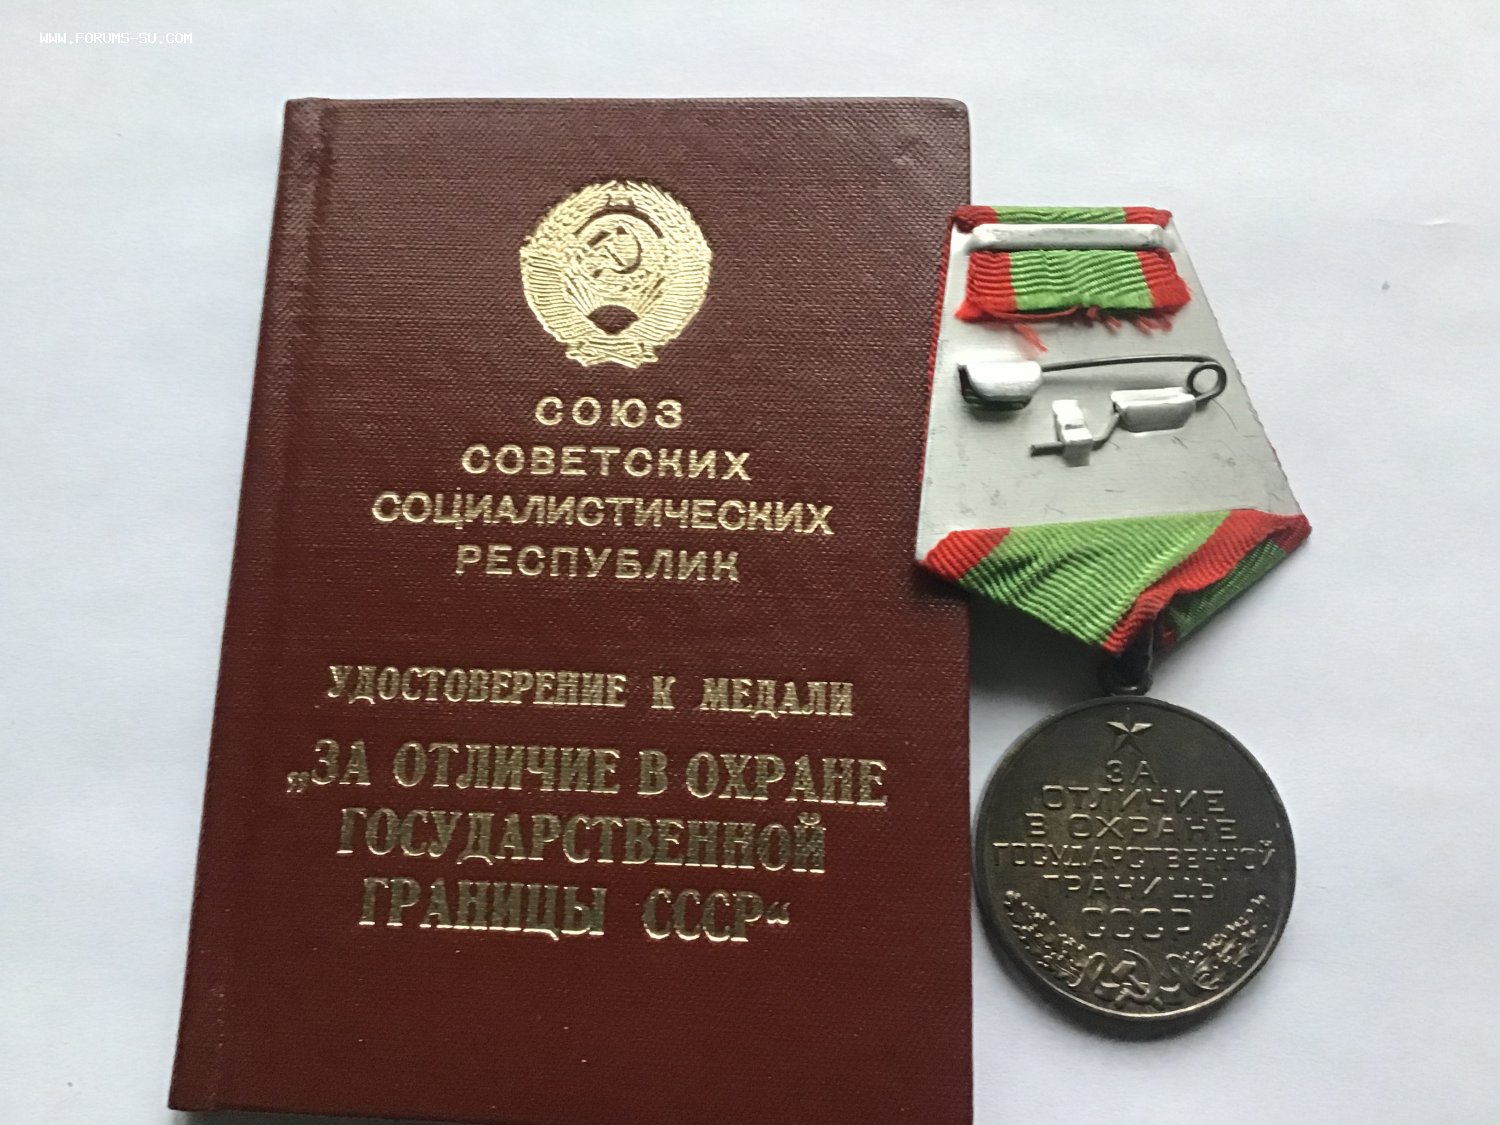 WWW.FORUMS-SU.COM
СОЮЗ
СОВЕТСКИХ
СОЦИАЛИСТИЧЕСКИХ
РЕСПУБЛИК
УДОСТОВЕРЕНИЕ К МЕДАЛИ
„ЗА ОТЛИЧИЕ В ОХРАНЕ
ГОСУДАРСТВЕННОЙ
ГРАНИЦЫ СССР“
ЗА
ОТЛИЧИЕ
В ОХРАНЕ
ГОСУДАРСТВЕННОЙ
ГРАНИЦЫ
СССР